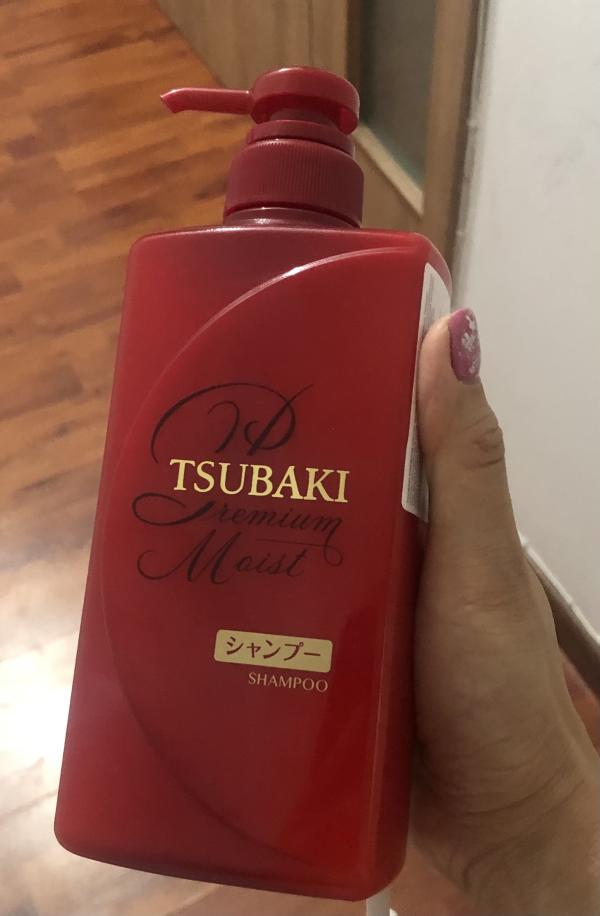 TSUBAKI
Premium
Moist
シャンプー
SHAMPOO